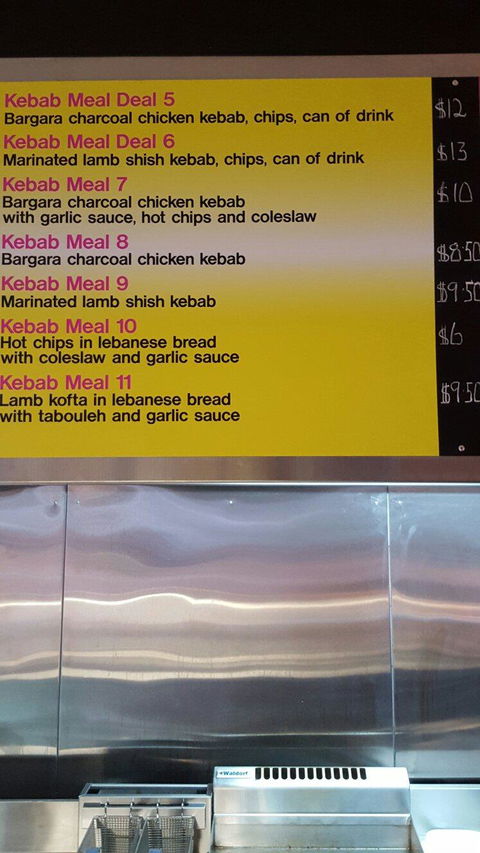 Kebab Meal Deal 5
Bargara charcoal chicken kebab, chips, can of drink $12
Kebab Meal Deal 6
Marinated lamb shish kebab, chips, can of drink $13
Kebab Meal 7 $10
Bargara charcoal chicken kebab
with garlic sauce, hot chips and coleslaw
Kebab Meal 8 $8.50
Bargara charcoal chicken kebab
Kebab Meal 9 $9.50
Marinated lamb shish kebab
Kebab Meal 10 $6
Hot chips in lebanese bread
with coleslaw and garlic sauce
Kebab Meal 11 $9.50
Lamb kofta in lebanese bread
with tabouleh and garlic sauce
Waldorf